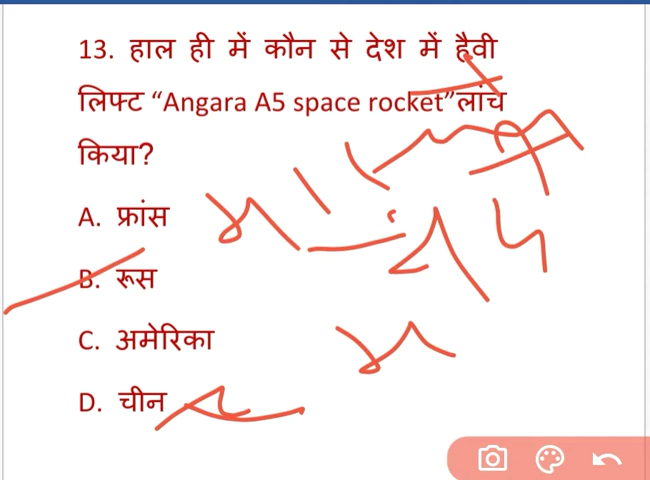 13. हाल ही में कौन से देश में हैवी
लिफ्ट “Angara A5 space rocket”लांच
किया?
A. फ्रांस
B. रूस
C. अमेरिका
D. चीन